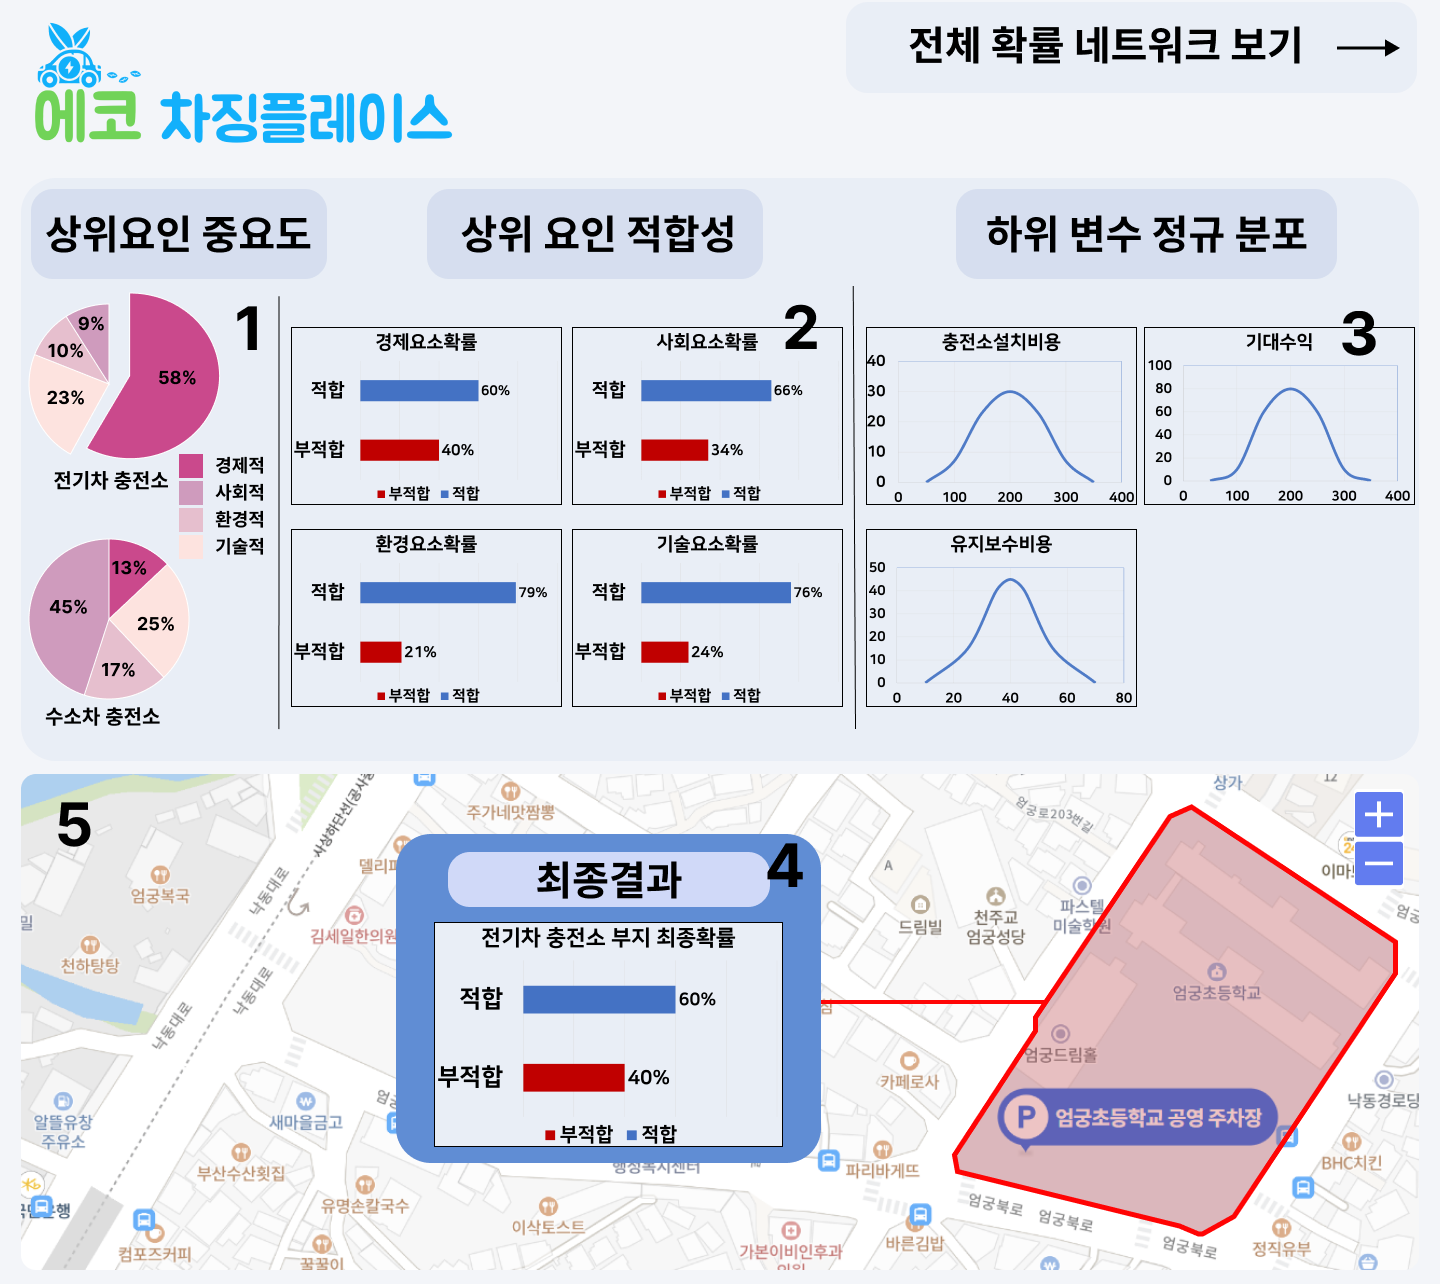 전체 확률 네트워크 보기
에코 차징플레이스
상위요인 중요도
상위 요인 적합성
하위 변수 정규 분포
1
58%
23%
10%
9%
전기차 충전소
경제적
사회적
환경적
기술적
13%
25%
17%
45%
수소차 충전소
2
경제요소확률
적합
60%
부적합
40%
부적합 적합
사회요소확률
적합
66%
부적합
34%
부적합 적합
환경요소확률
적합
79%
부적합
21%
부적합 적합
기술요소확률
적합
76%
부적합
24%
부적합 적합
3
충전소설치비용
40
30
20
10
0
0 100 200 300 400
기대수익
100
80
60
40
20
0
0 100 200 300 400
유지보수비용
50
40
30
20
10
0
0 20 40 60 80
5
4
최종결과
전기차 충전소 부지 최종확률
적합
60%
부적합
40%
부적합 적합
+
−
주가네맛짬뽕
엄궁로203번길
상가
12
엄궁복국
낙동대로
김세일한의원
천하탕탕
낙동대로
낙동대로
A
드림빌
천주교
엄궁성당
파스텔
미술학원
엄궁초등학교
엄궁드림홀
카페로사
P 엄궁초등학교 공영 주차장
낙동경로당
알뜰유창
주유소
새마을금고
부산수산횟집
유명손칼국수
이삭토스트
행정복지센터
파리바게뜨
BHC치킨
컴포즈커피
꿀꿀이
가본이비인후과
의원
바른김밥
엄궁북로
엄궁북로
엄궁북로
정직유부